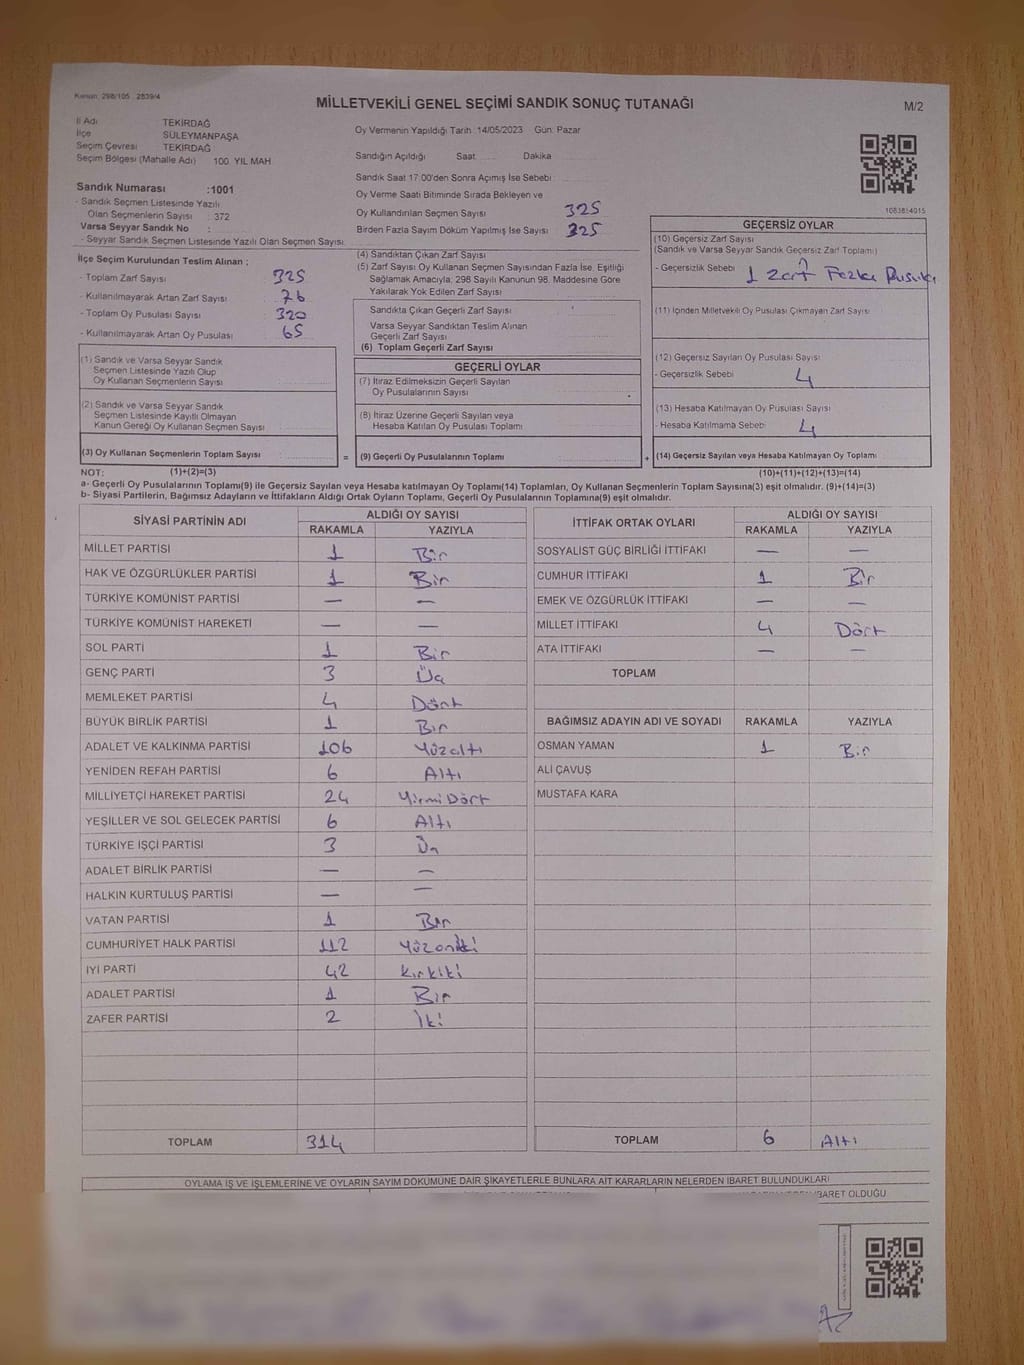 Kanun: 298/105 2839/4
MİLLETVEKİLİ GENEL SEÇİMİ SANDIK SONUÇ TUTANAĞI
M/2
İl Adı TEKİRDAĞ
İlçe SÜLEYMANPAŞA
Seçim Çevresi TEKİRDAĞ
Seçim Bölgesi (Mahalle Adı) 100. YIL MAH
Sandık Numarası :1001
- Sandık Seçmen Listesinde Yazılı
Olan Seçmenlerin Sayısı : 372
Varsa Seyyar Sandık No :
- Seyyar Sandık Seçmen Listesinde Yazılı Olan Seçmen Sayısı
Oy Vermenin Yapıldığı Tarih: 14/05/2023 Gün: Pazar
Sandığın Açıldığı Saat Dakika
Sandık Saat 17:00'den Sonra Açımış İse Sebebi
Oy Verme Saati Bitiminde Sırada Bekleyen ve
Oy Kullandırılan Seçmen Sayısı 325
Birden Fazla Sayım Döküm Yapılmış İse Sayısı 325
1083814015
İlçe Seçim Kurulundan Teslim Alınan ;
- Toplam Zarf Sayısı 325
- Kullanılmayarak Artan Zarf Sayısı 76
- Toplam Oy Pusulası Sayısı 320
- Kullanılmayarak Artan Oy Pusulası 65
(1) Sandık ve Varsa Seyyar Sandık
Seçmen Listesinde Yazılı Olup
Oy Kullanan Seçmenlerin Sayısı
(2) Sandık ve Varsa Seyyar Sandık
Seçmen Listesinde Kayıtlı Olmayan
Kanun Gereği Oy Kullanan Seçmen Sayısı
(3) Oy Kullanan Seçmenlerin Toplam Sayısı =
(4) Sandıktan Çıkan Zarf Sayısı
(5) Zarf Sayısı Oy Kullanan Seçmen Sayısından Fazla İse, Eşitliği
Sağlamak Amacıyla; 298 Sayılı Kanunun 98. Maddesine Göre
Yakılarak Yok Edilen Zarf Sayısı
Sandıkta Çıkan Geçerli Zarf Sayısı
Varsa Seyyar Sandıktan Teslim Alınan
Geçerli Zarf Sayısı
(6) Toplam Geçerli Zarf Sayısı
GEÇERLİ OYLAR
(7) İtiraz Edilmeksizin Geçerli Sayılan
Oy Pusulalarının Sayısı
(8) İtiraz Üzerine Geçerli Sayılan veya
Hesaba Katılan Oy Pusulası Toplamı
(9) Geçerli Oy Pusulalarının Toplamı +
GEÇERSİZ OYLAR
(10) Geçersiz Zarf Sayısı
(Sandık ve Varsa Seyyar Sandık Geçersiz Zarf Toplamı)
- Geçersizlik Sebebi 1 Zarf Fazla Pusula
(11) İçinden Milletvekili Oy Pusulası Çıkmayan Zarf Sayısı
(12) Geçersiz Sayılan Oy Pusulası Sayısı
- Geçersizlik Sebebi 4
(13) Hesaba Katılmayan Oy Pusulası Sayısı
- Hesaba Katılmama Sebebi 4
(14) Geçersiz Sayılan veya Hesaba Katılmayan Oy Toplamı
NOT: (1)+(2)=(3) (10)+(11)+(12)+(13)=(14)
a- Geçerli Oy Pusulalarının Toplamı(9) ile Geçersiz Sayılan veya Hesaba katılmayan Oy Toplamı(14) Toplamları, Oy Kullanan Seçmenlerin Toplam Sayısına(3) eşit olmalıdır. (9)+(14)=(3)
b- Siyasi Partilerin, Bağımsız Adayların ve İttifakların Aldığı Ortak Oyların Toplamı, Geçerli Oy Pusulalarının Toplamına(9) eşit olmalıdır.
SİYASİ PARTİNİN ADI ALDIĞI OY SAYISI
RAKAMLA YAZIYLA
MİLLET PARTİSİ 1 Bir
HAK VE ÖZGÜRLÜKLER PARTİSİ 1 Bir
TÜRKİYE KOMÜNİST PARTİSİ — —
TÜRKİYE KOMÜNİST HAREKETİ — —
SOL PARTİ 1 Bir
GENÇ PARTİ 3 Üç
MEMLEKET PARTİSİ 4 Dört
BÜYÜK BİRLİK PARTİSİ 1 Bir
ADALET VE KALKINMA PARTİSİ 106 Yüzaltı
YENİDEN REFAH PARTİSİ 6 Altı
MİLLİYETÇİ HAREKET PARTİSİ 24 YirmiDört
YEŞİLLER VE SOL GELECEK PARTİSİ 6 Altı
TÜRKİYE İŞÇİ PARTİSİ 3 Üç
ADALET BİRLİK PARTİSİ — —
HALKIN KURTULUŞ PARTİSİ — —
VATAN PARTİSİ 1 Bir
CUMHURİYET HALK PARTİSİ 112 Yüzoniki
İYİ PARTİ 42 Kırkiki
ADALET PARTİSİ 1 Bir
ZAFER PARTİSİ 2 İki
TOPLAM 314
İTTİFAK ORTAK OYLARI ALDIĞI OY SAYISI
RAKAMLA YAZIYLA
SOSYALİST GÜÇ BİRLİĞİ İTTİFAKI — —
CUMHUR İTTİFAKI 1 Bir
EMEK VE ÖZGÜRLÜK İTTİFAKI — —
MİLLET İTTİFAKI 4 Dört
ATA İTTİFAKI — —
TOPLAM
BAĞIMSIZ ADAYIN ADI VE SOYADI RAKAMLA YAZIYLA
OSMAN YAMAN 1 Bir
ALİ ÇAVUŞ
MUSTAFA KARA
TOPLAM 6 Altı
OYLAMA İŞ VE İŞLEMLERİNE VE OYLARIN SAYIM DÖKÜMÜNE DAİR ŞİKAYETLERLE BUNLARA AİT KARARLARIN NELERDEN İBARET BULUNDUKLARI
İBARET OLDUĞU